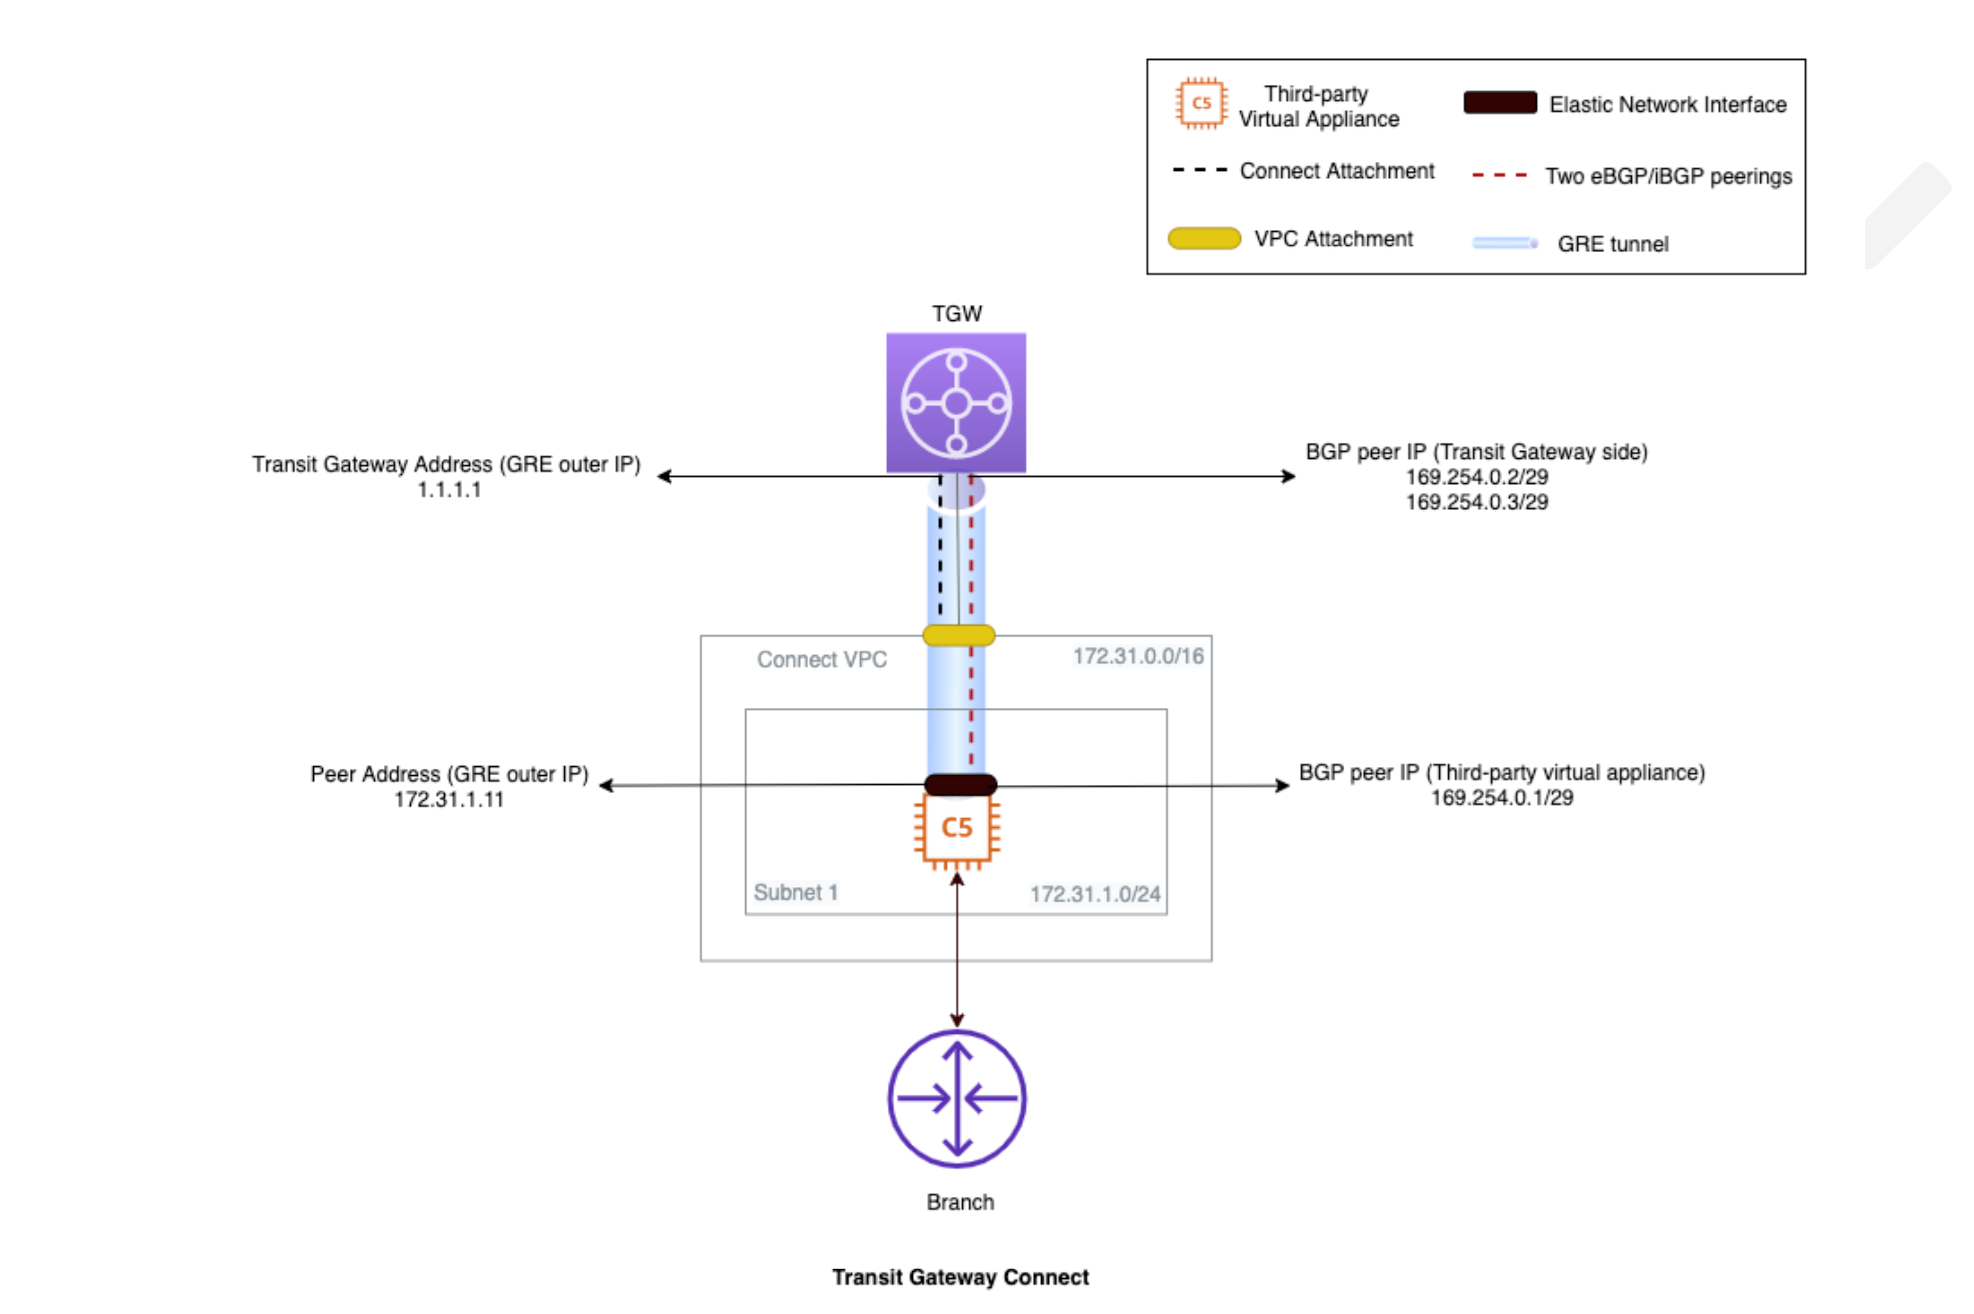 C5
Third-party
Virtual Appliance
Elastic Network Interface
Connect Attachment
Two eBGP/iBGP peerings
VPC Attachment
GRE tunnel
TGW
Transit Gateway Address (GRE outer IP)
1.1.1.1
BGP peer IP (Transit Gateway side)
169.254.0.2/29
169.254.0.3/29
Connect VPC
172.31.0.0/16
Peer Address (GRE outer IP)
172.31.1.11
BGP peer IP (Third-party virtual appliance)
169.254.0.1/29
C5
Subnet 1
172.31.1.0/24
Branch
Transit Gateway Connect